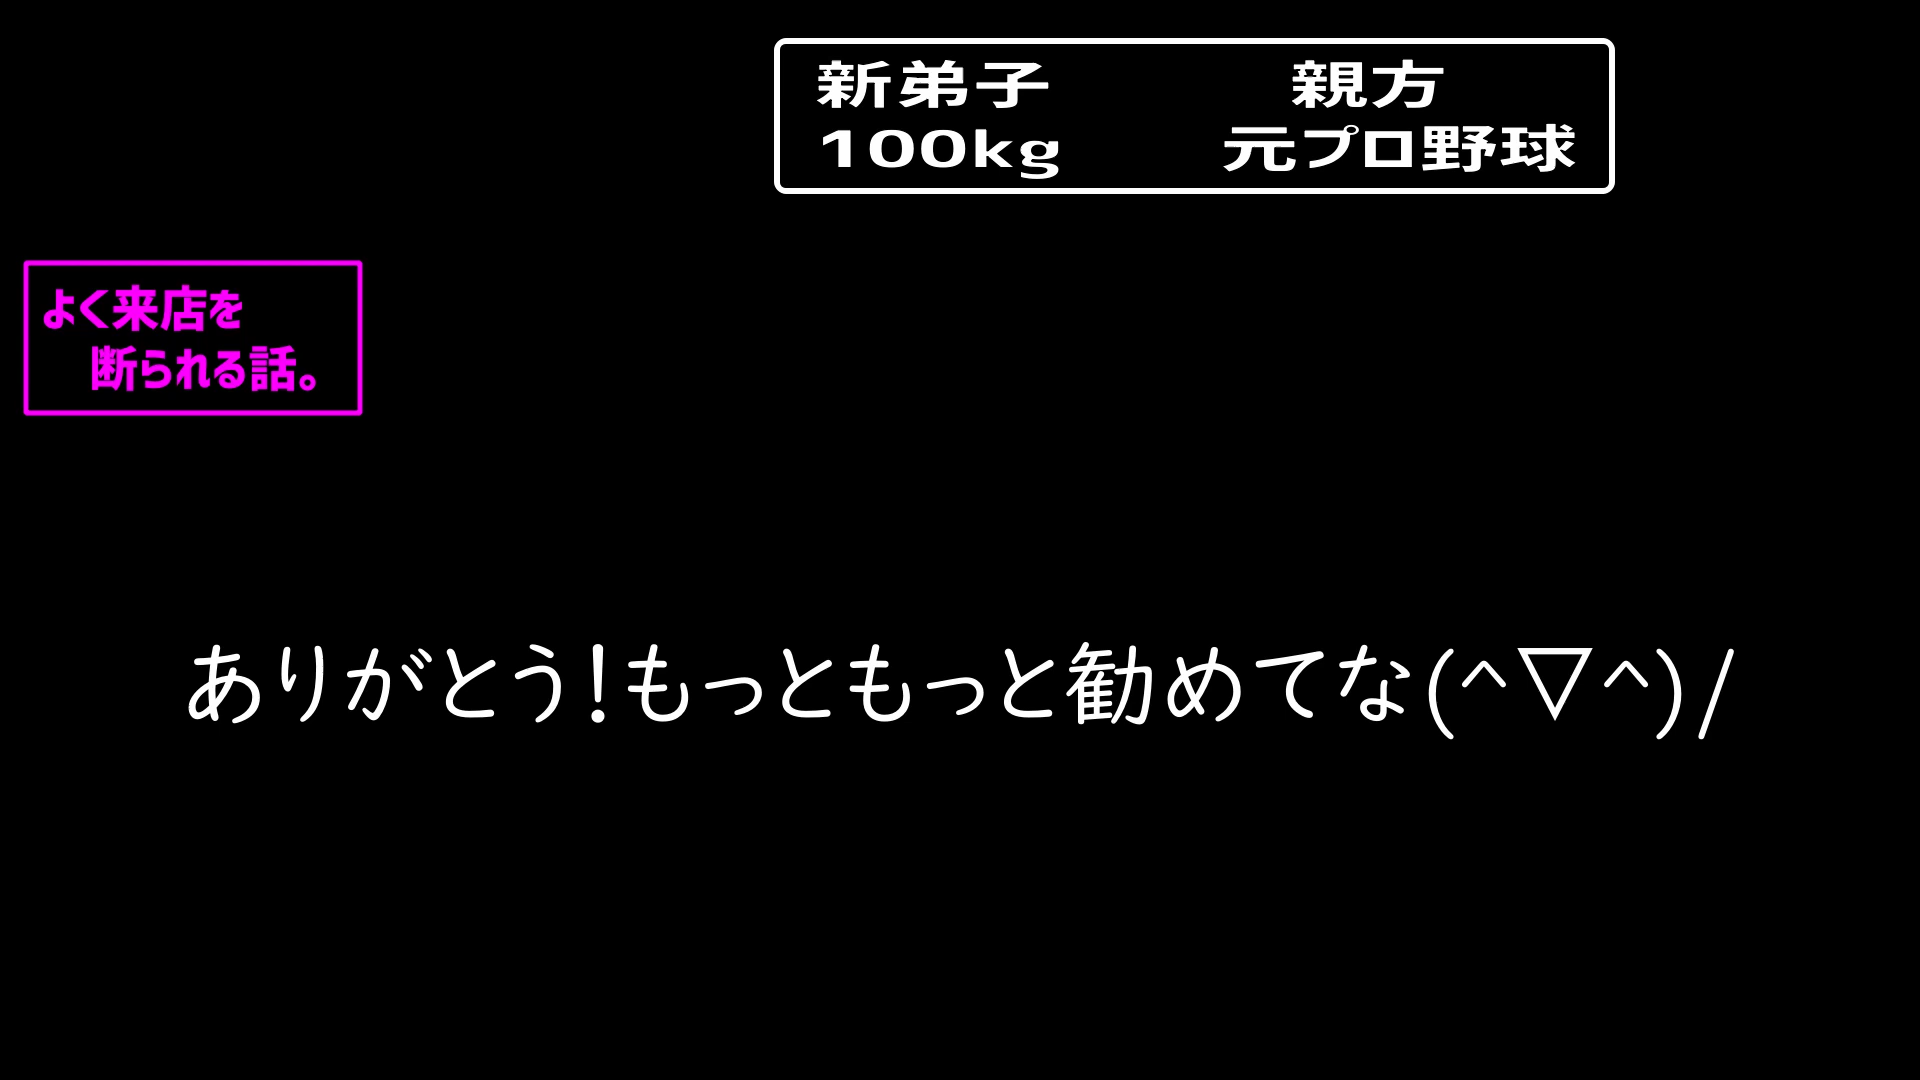 新弟子 親方
100kg 元プロ野球
よく来店を
断られる話。
ありがとう!もっともっと勧めてな(^▽^)/